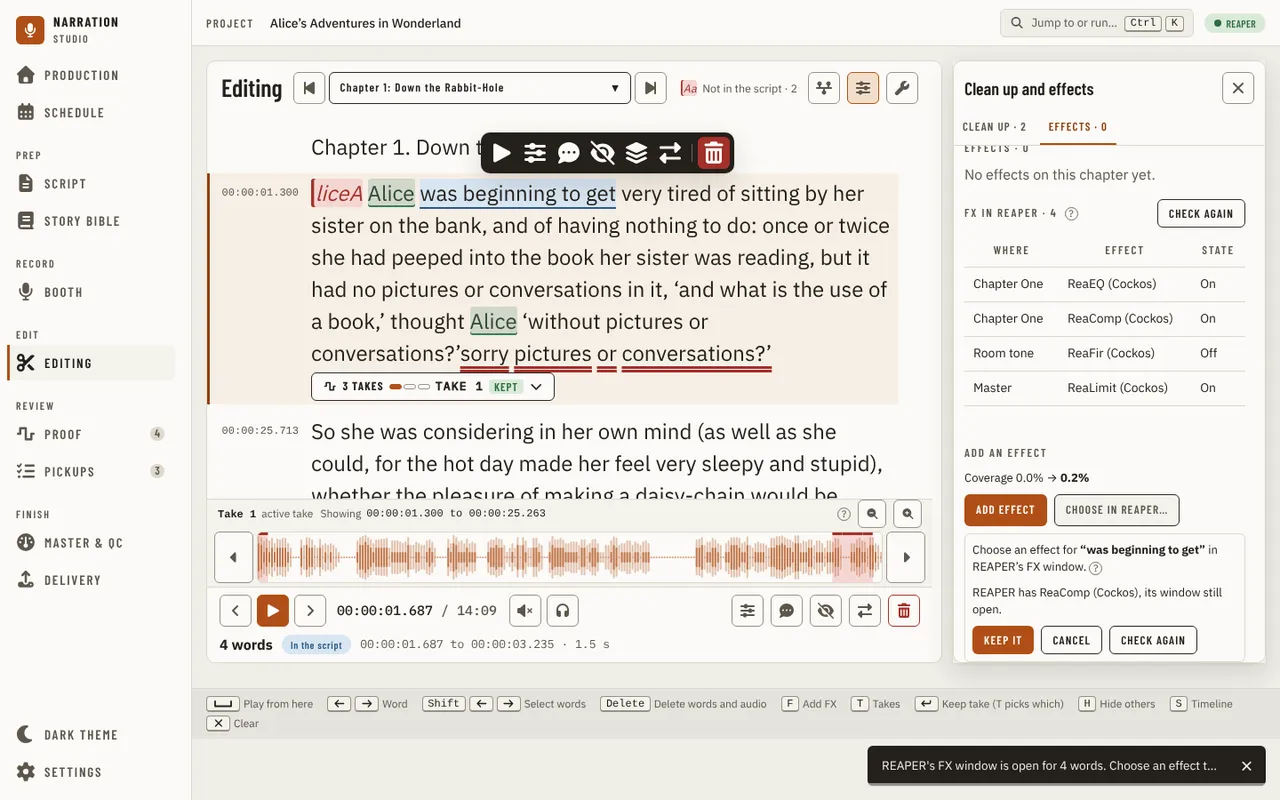 NARRATION
STUDIO
PRODUCTION
SCHEDULE
PREP
SCRIPT
STORY BIBLE
RECORD
BOOTH
EDIT
EDITING
REVIEW
PROOF 4
PICKUPS 3
FINISH
MASTER & QC
DELIVERY
DARK THEME
SETTINGS
PROJECT Alice's Adventures in Wonderland
Jump to or run... Ctrl K
REAPER
Editing
Chapter 1: Down the Rabbit-Hole
Aa Not in the script · 2
Chapter 1. Down t
00:00:01.300
liceA Alice was beginning to get very tired of sitting by her
sister on the bank, and of having nothing to do: once or twice
she had peeped into the book her sister was reading, but it
had no pictures or conversations in it, ‘and what is the use of
a book,’ thought Alice ‘without pictures or
conversations?’sorry pictures or conversations?’
3 TAKES TAKE 1 KEPT
00:00:25.713
So she was considering in her own mind (as well as she
could, for the hot day made her feel very sleepy and stupid),
whether the pleasure of making a daisy-chain would be
Take 1 active take Showing 00:00:01.300 to 00:00:25.263 ?
00:00:01.687 / 14:09
4 words In the script 00:00:01.687 to 00:00:03.235 · 1.5 s
Clean up and effects
CLEAN UP · 2 EFFECTS · 0
EFFECTS · 0
No effects on this chapter yet.
FX IN REAPER · 4 ? CHECK AGAIN
WHERE EFFECT STATE
Chapter One ReaEQ (Cockos) On
Chapter One ReaComp (Cockos) On
Room tone ReaFir (Cockos) Off
Master ReaLimit (Cockos) On
ADD AN EFFECT
Coverage 0.0% → 0.2%
ADD EFFECT CHOOSE IN REAPER...
Choose an effect for “was beginning to get” in
REAPER’s FX window. ?
REAPER has ReaComp (Cockos), its window still
open.
KEEP IT CANCEL CHECK AGAIN
Play from here ← → Word Shift ← → Select words Delete Delete words and audio F Add FX T Takes Keep take (T picks which) H Hide others S Timeline
Clear
REAPER's FX window is open for 4 words. Choose an effect t...